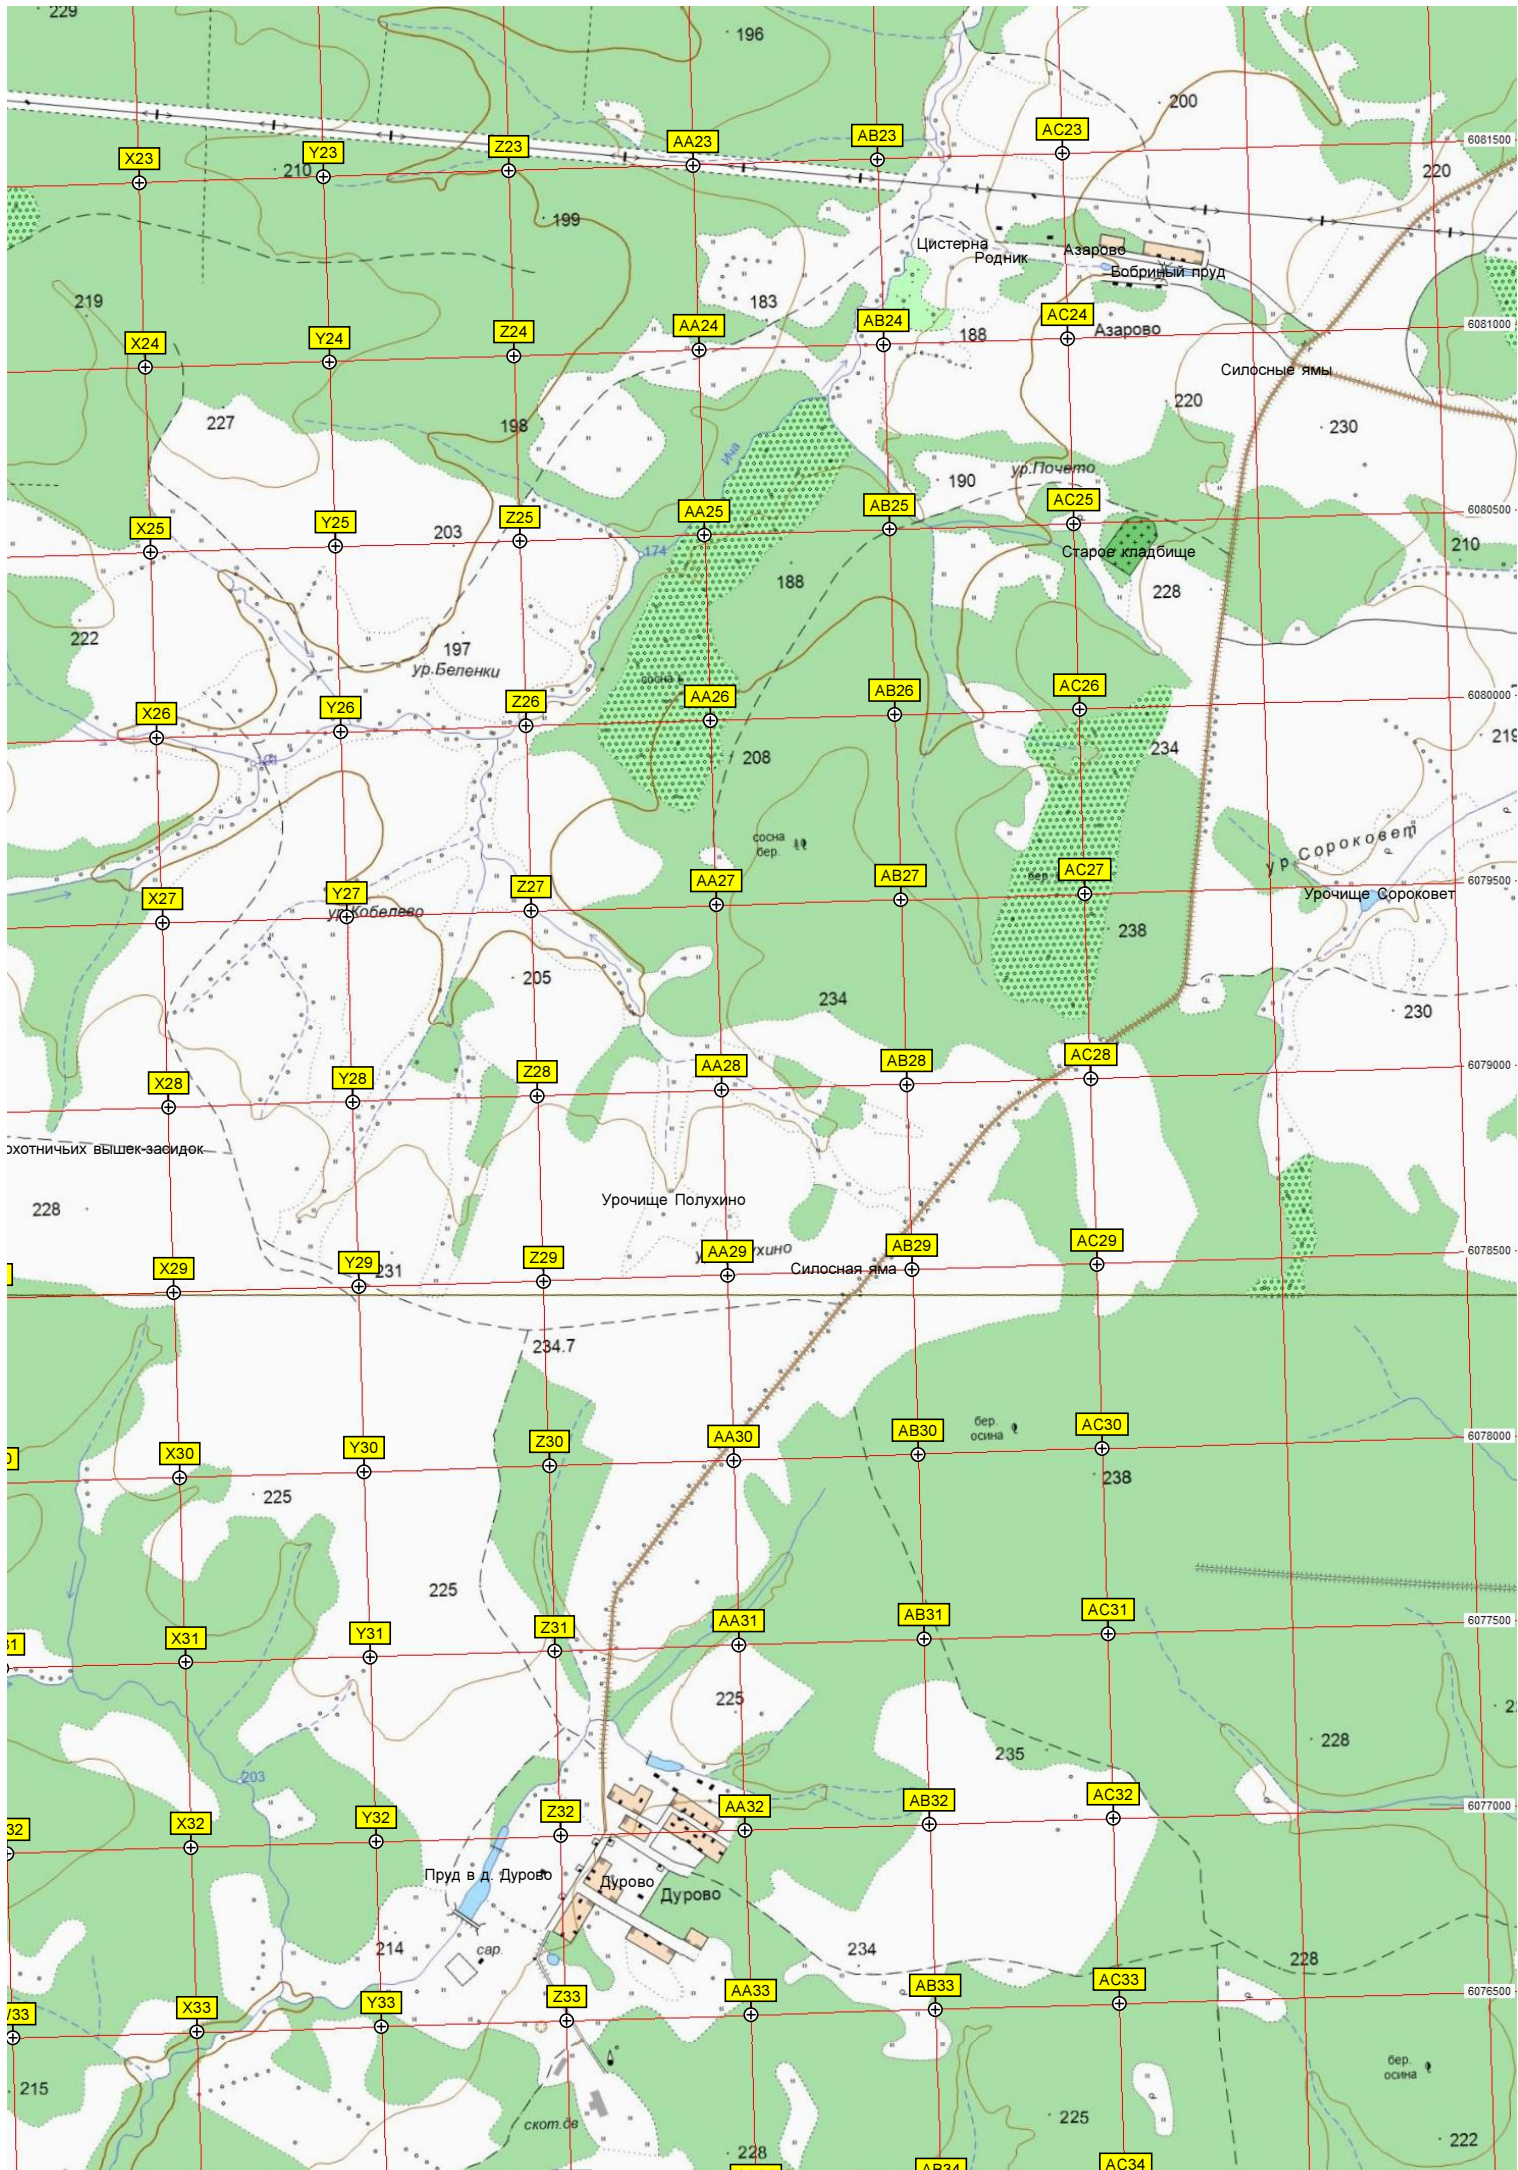 229
196
200
AC23
AB23
6081500
AA23
Z23
Y23
X23
210
220
199
Цистерна
Родник
Азарово
Бобриный пруд
219
183
AC24
AB24
6081000
AA24
188
Азарово
Z24
Y24
X24
Силосные ямы
227
198
220
230
Ича
ур.Почето
190
AC25
AB25
6080500
AA25
Z25
Y25
X25
203
174
Старое кладбище
210
188
228
222
197
ур.Беленки
сосна
AC26
AB26
6080000
AA26
Z26
Y26
X26
208
234
219
сосна
бер.
ур.Сороковет
AC27
бер
AB27
6079500
AA27
Z27
Y27
X27
Урочище Сороковет
ур.Кобелево
238
205
234
230
AC28
AB28
6079000
AA28
Z28
Y28
X28
охотничьих вышек-засидок
228
Урочище Полухино
AC29
AB29
6078500
AA29
хино
Z29
Y29
X29
231
Силосная яма
234.7
бер.
осина
AC30
AB30
6078000
AA30
Z30
Y30
X30
238
225
225
AC31
AB31
6077500
AA31
Z31
Y31
X31
31
225
228
235
203
AC32
AB32
6077000
AA32
Z32
Y32
X32
32
Пруд в д. Дурово
Дурово
Дурово
214
сар.
234
228
AC33
AB33
6076500
AA33
Z33
Y33
X33
33
бер.
осина
215
скот.дв
225
228
222
AB34
AC34